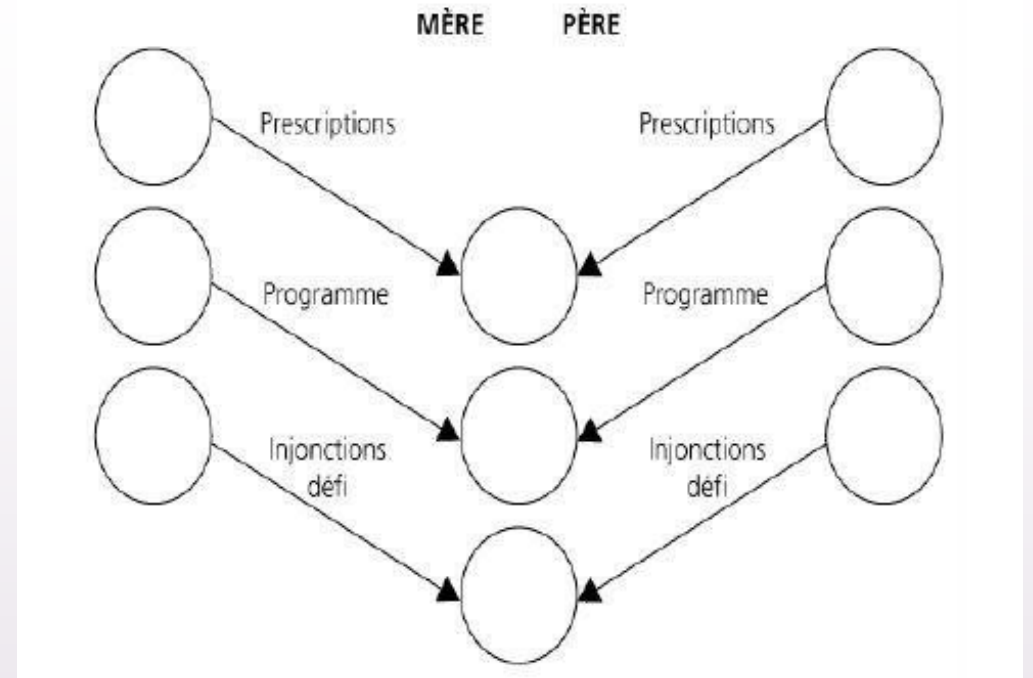 MÈRE PÈRE
Prescriptions Prescriptions
Programme Programme
Injonctions Injonctions
défi défi